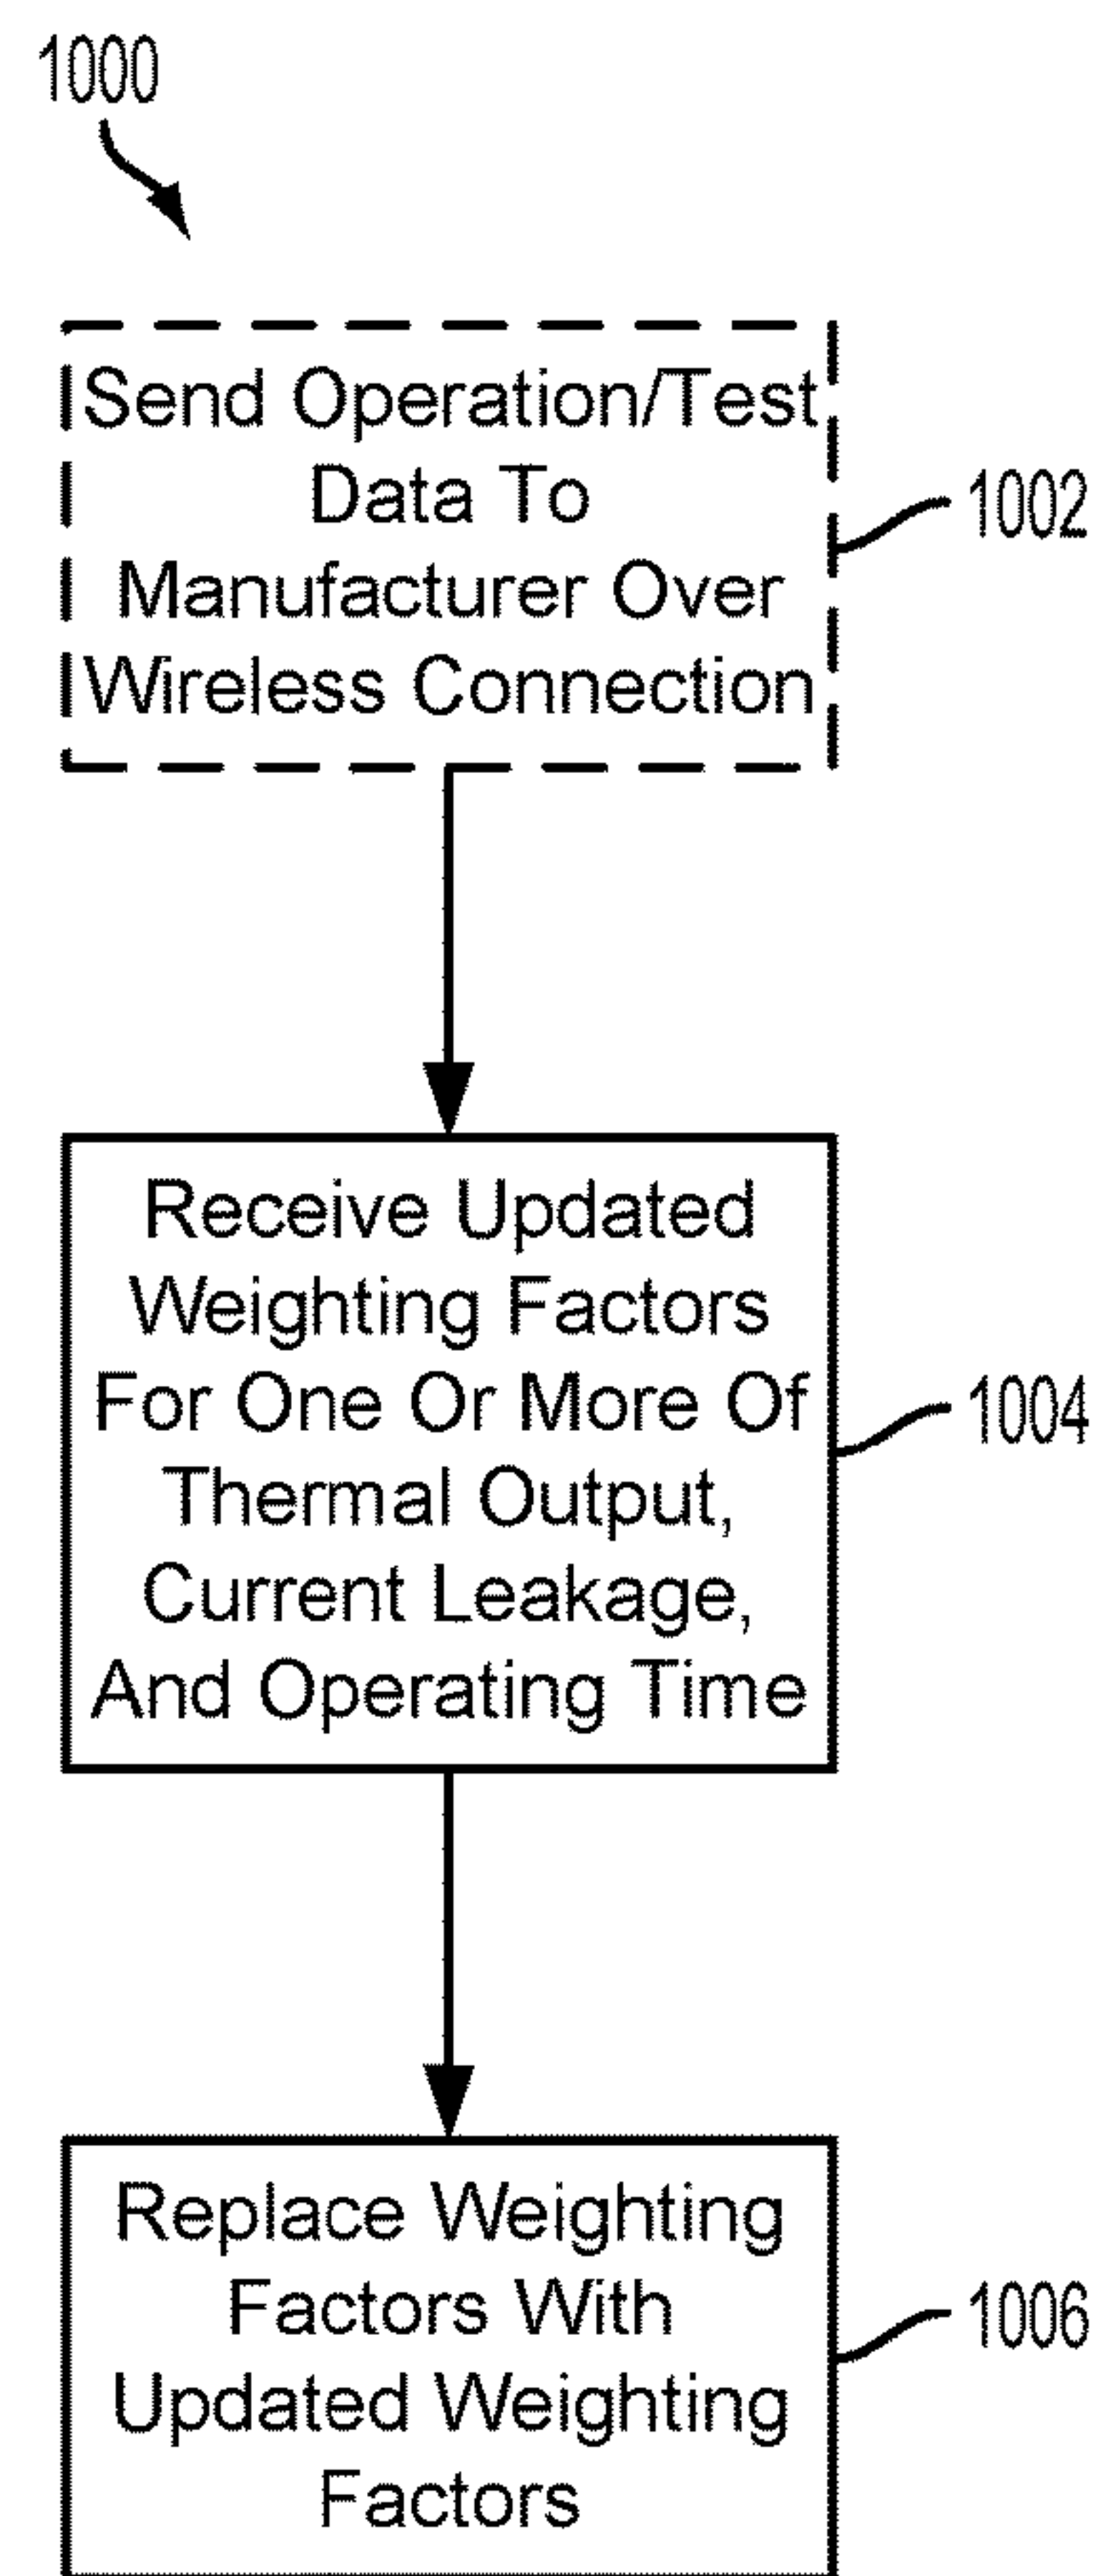 1000
Send Operation/Test
Data To
Manufacturer Over
Wireless Connection
1002
Receive Updated
Weighting Factors
For One Or More Of
Thermal Output,
Current Leakage,
And Operating Time
1004
Replace Weighting
Factors With
Updated Weighting
Factors
1006